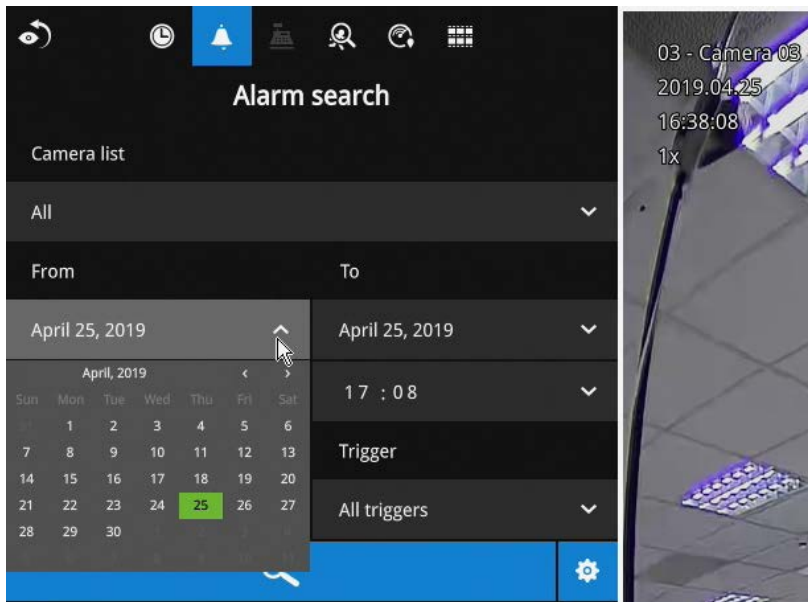 Alarm search
Camera list
All
From To
April 25, 2019 April 25, 2019
April, 2019 < >
Sun Mon Tue Wed Thu Fri Sat
31 1 2 3 4 5 6
7 8 9 10 11 12 13
14 15 16 17 18 19 20
21 22 23 24 25 26 27
28 29 30
17 : 08
Trigger
All triggers
03 - Cámera 03
2019.04.25
16:38:08
1x